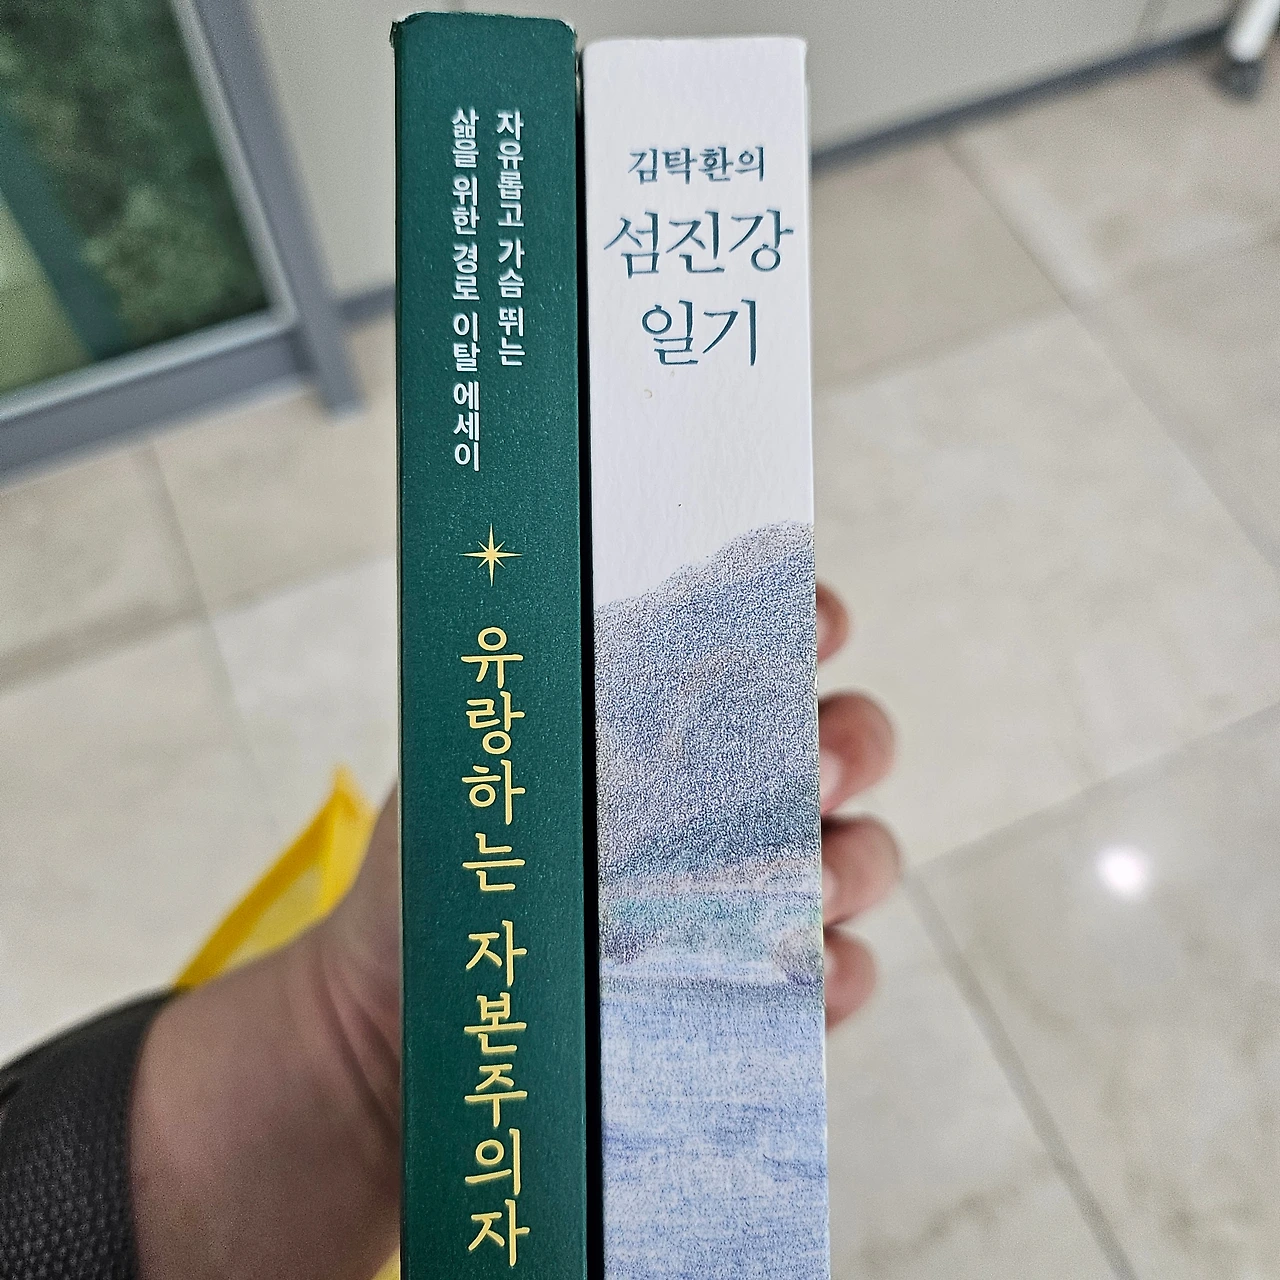 자유롭고 가슴 뛰는
삶을 위한 경로 이탈 에세이
유랑하는 자본주의자
김탁환의
섬진강
일기